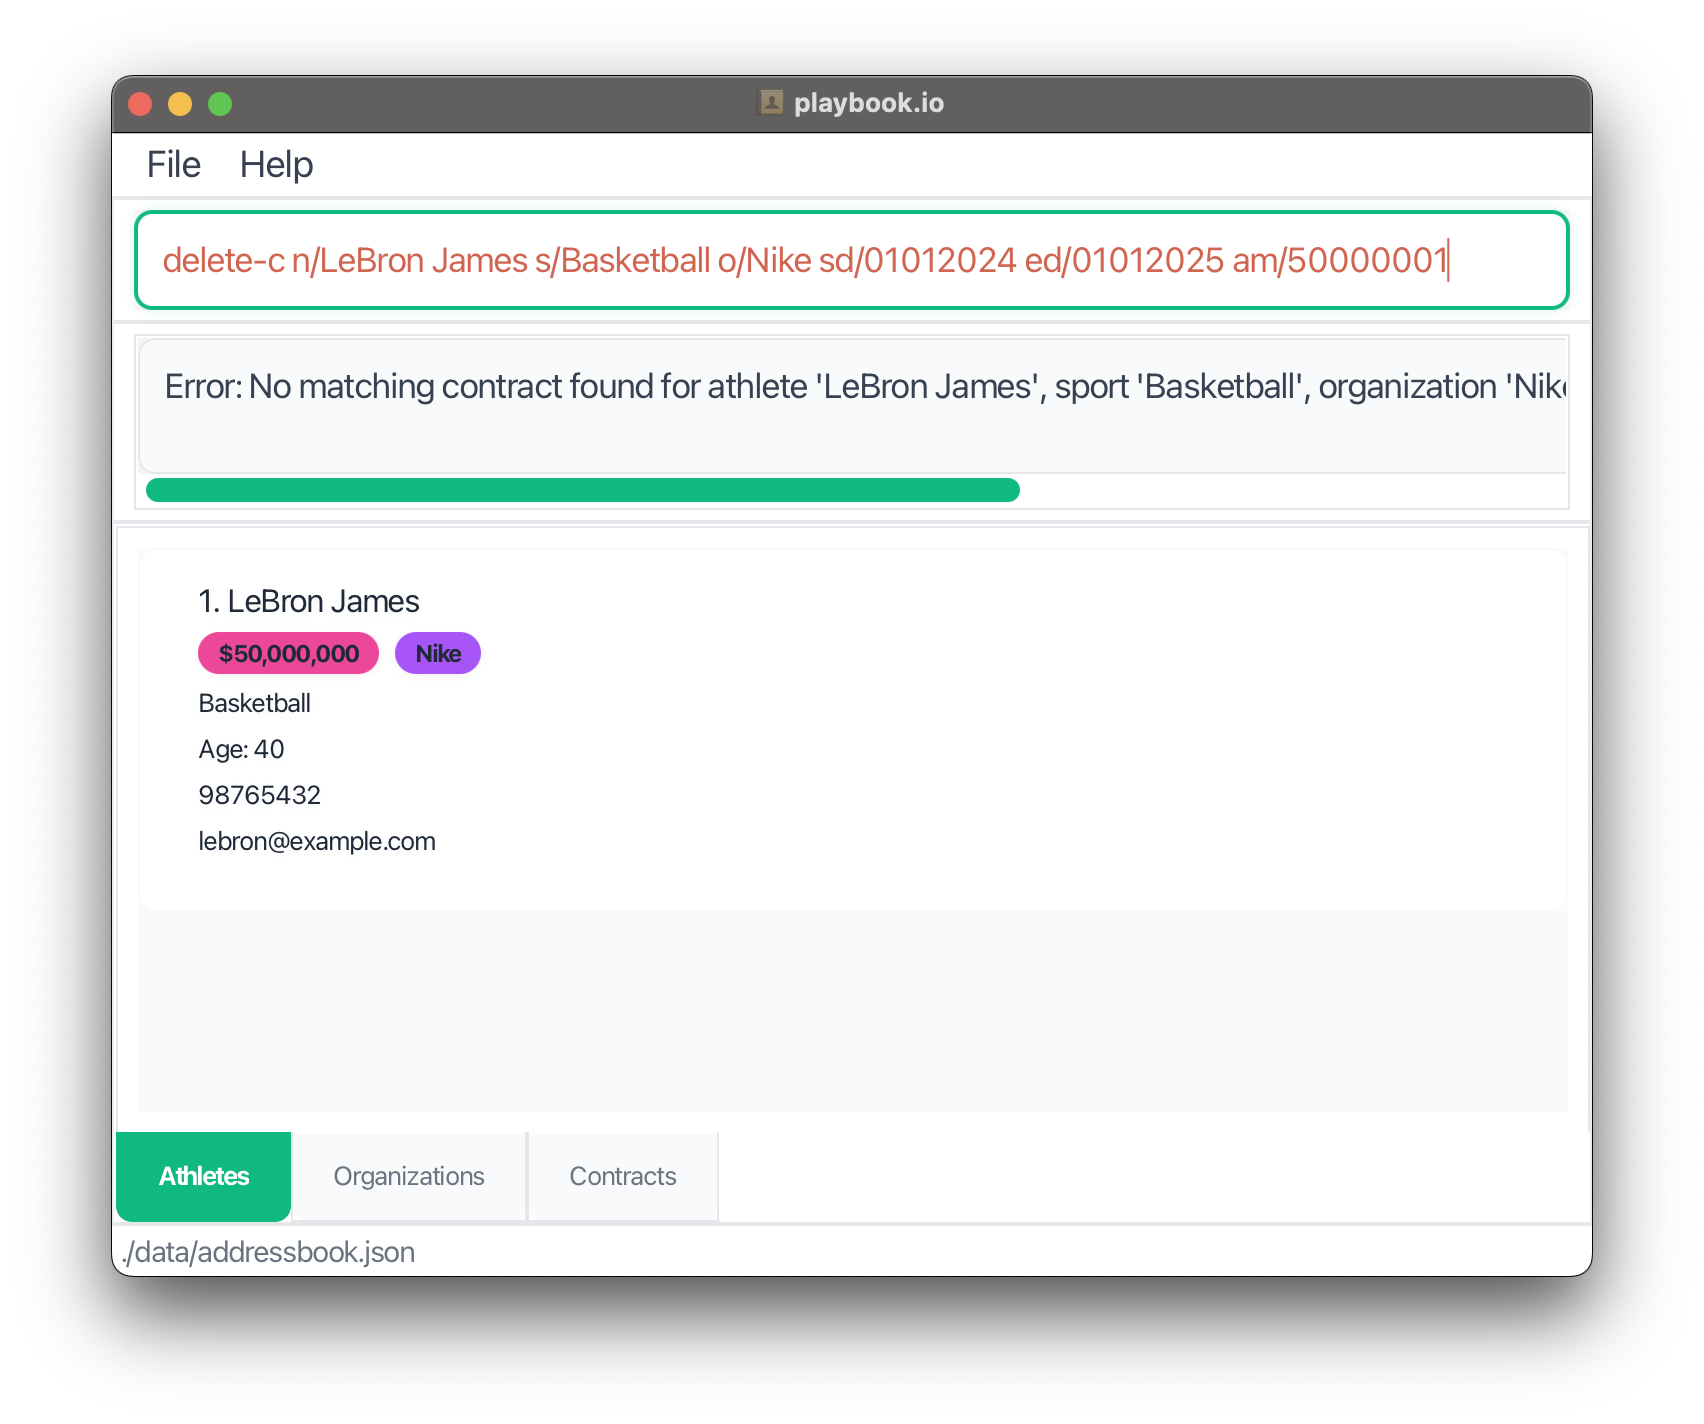 playbook.io
File Help
delete-c n/LeBron James s/Basketball o/Nike sd/01012024 ed/01012025 am/50000001
Error: No matching contract found for athlete 'LeBron James', sport 'Basketball', organization 'Nike
1. LeBron James
$50,000,000 Nike
Basketball
Age: 40
98765432
lebron@example.com
Athletes Organizations Contracts
./data/addressbook.json